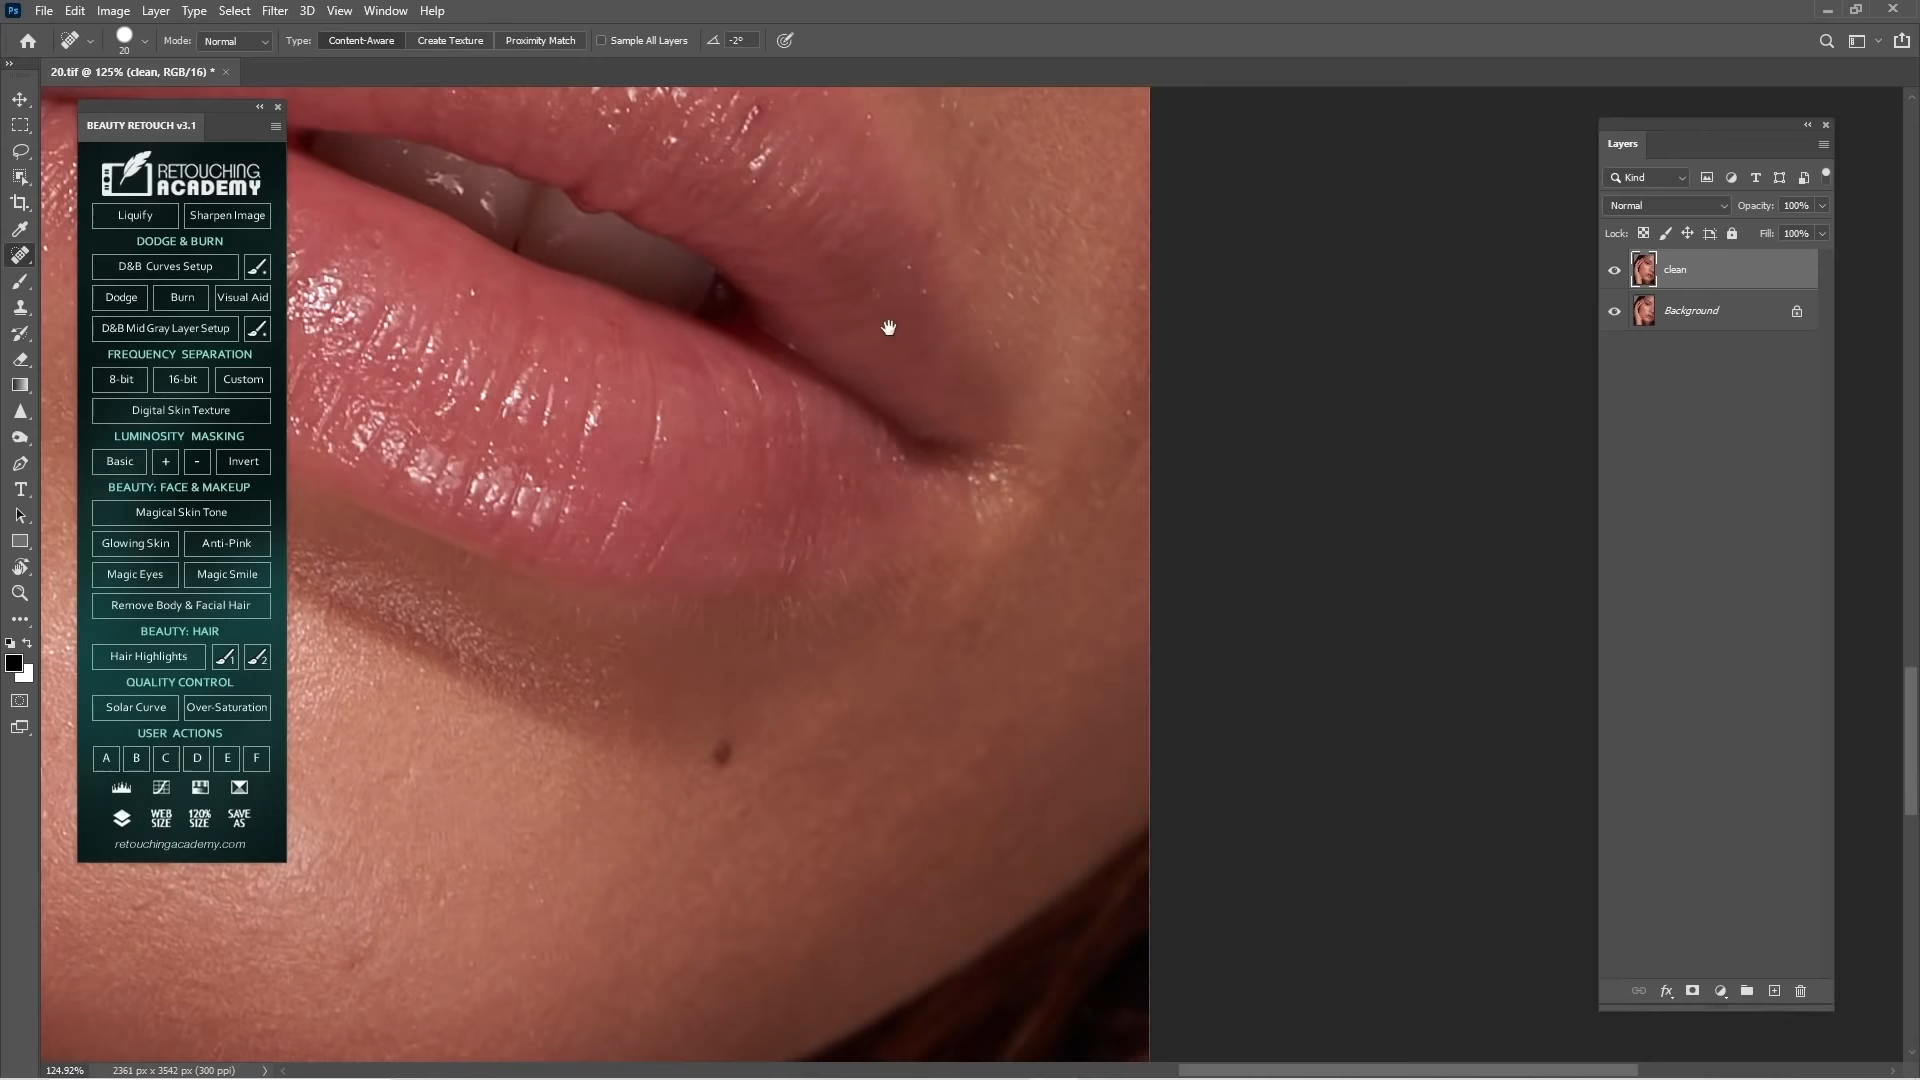 Ps File Edit Image Layer Type Select Filter 3D View Window Help
20 Mode: Normal Type: Content-Aware Create Texture Proximity Match Sample All Layers -2°
20.tif @ 125% (clean, RGB/16) *
BEAUTY RETOUCH v3.1
RETOUCHING
ACADEMY
Liquify Sharpen Image
DODGE & BURN
D&B Curves Setup
Dodge Burn Visual Aid
D&B Mid Gray Layer Setup
FREQUENCY SEPARATION
8-bit 16-bit Custom
Digital Skin Texture
LUMINOSITY MASKING
Basic + - Invert
BEAUTY: FACE & MAKEUP
Magical Skin Tone
Glowing Skin Anti-Pink
Magic Eyes Magic Smile
Remove Body & Facial Hair
BEAUTY: HAIR
Hair Highlights 1 2
QUALITY CONTROL
Solar Curve Over-Saturation
USER ACTIONS
A B C D E F
WEB SIZE 120% SIZE SAVE AS
retouchingacademy.com
Layers
Kind
Normal Opacity: 100%
Lock: Fill: 100%
clean
Background
fx
124.92% 2361 px x 3542 px (300 ppi)